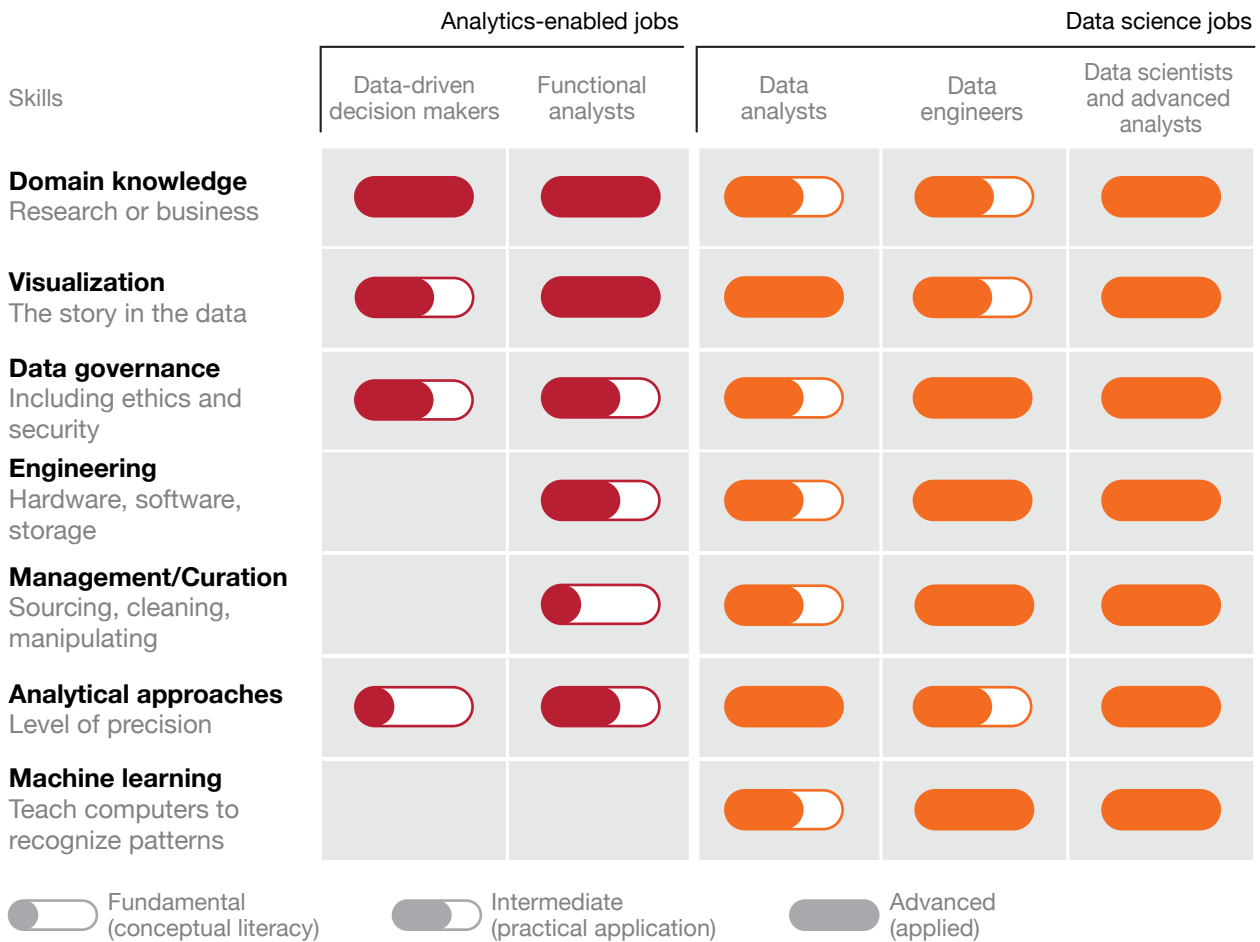 Analytics-enabled jobs
Data science jobs
Skills
Data-driven
decision makers
Functional
analysts
Data
analysts
Data
engineers
Data scientists
and advanced
analysts
Domain knowledge
Research or business
Visualization
The story in the data
Data governance
Including ethics and
security
Engineering
Hardware, software,
storage
Management/Curation
Sourcing, cleaning,
manipulating
Analytical approaches
Level of precision
Machine learning
Teach computers to
recognize patterns
Fundamental
(conceptual literacy)
Intermediate
(practical application)
Advanced
(applied)